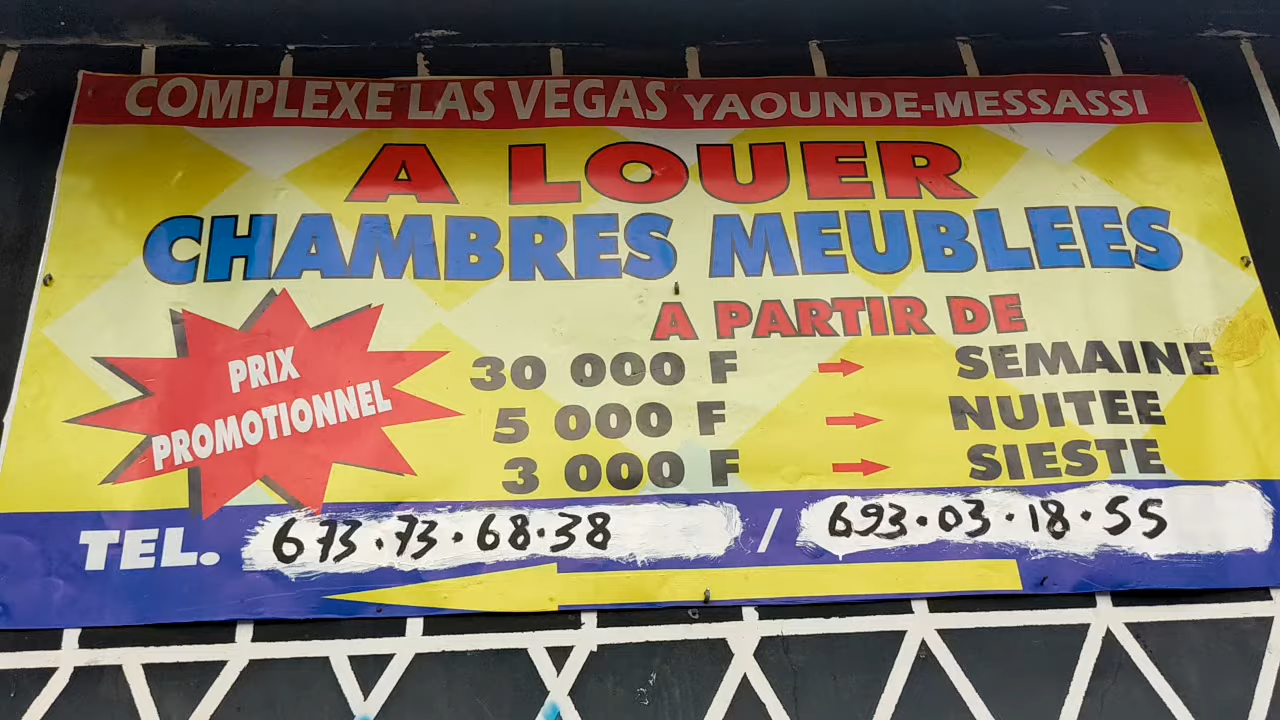 COMPLEXE LAS VEGAS YAOUNDE-MESSASSI
A LOUER
CHAMBRES MEUBLEES
PRIX
PROMOTIONNEL
A PARTIR DE
30 000 F SEMAINE
5 000 F NUITEE
3 000 F SIESTE
TEL. 673.73.68.38 / 693.03.18.55